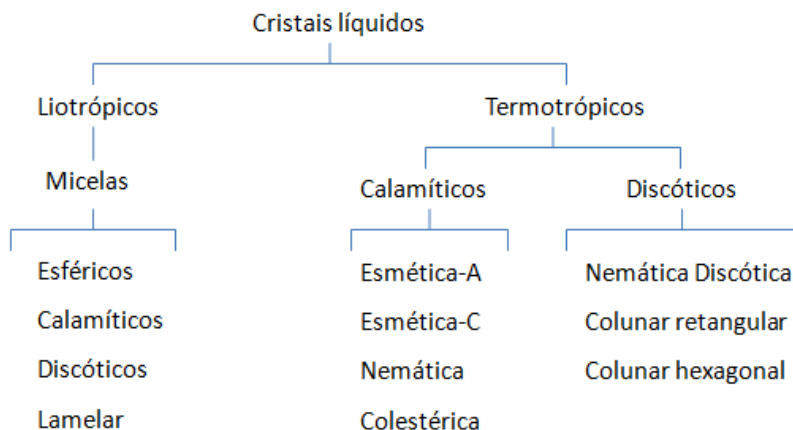 Cristais líquidos
Liotrópicos
Termotrópicos
Micelas
Calamíticos
Discóticos
Esféricos
Calamíticos
Discóticos
Lamelar
Esmética-A
Esmética-C
Nemática
Colestérica
Nemática Discótica
Colunar retangular
Colunar hexagonal